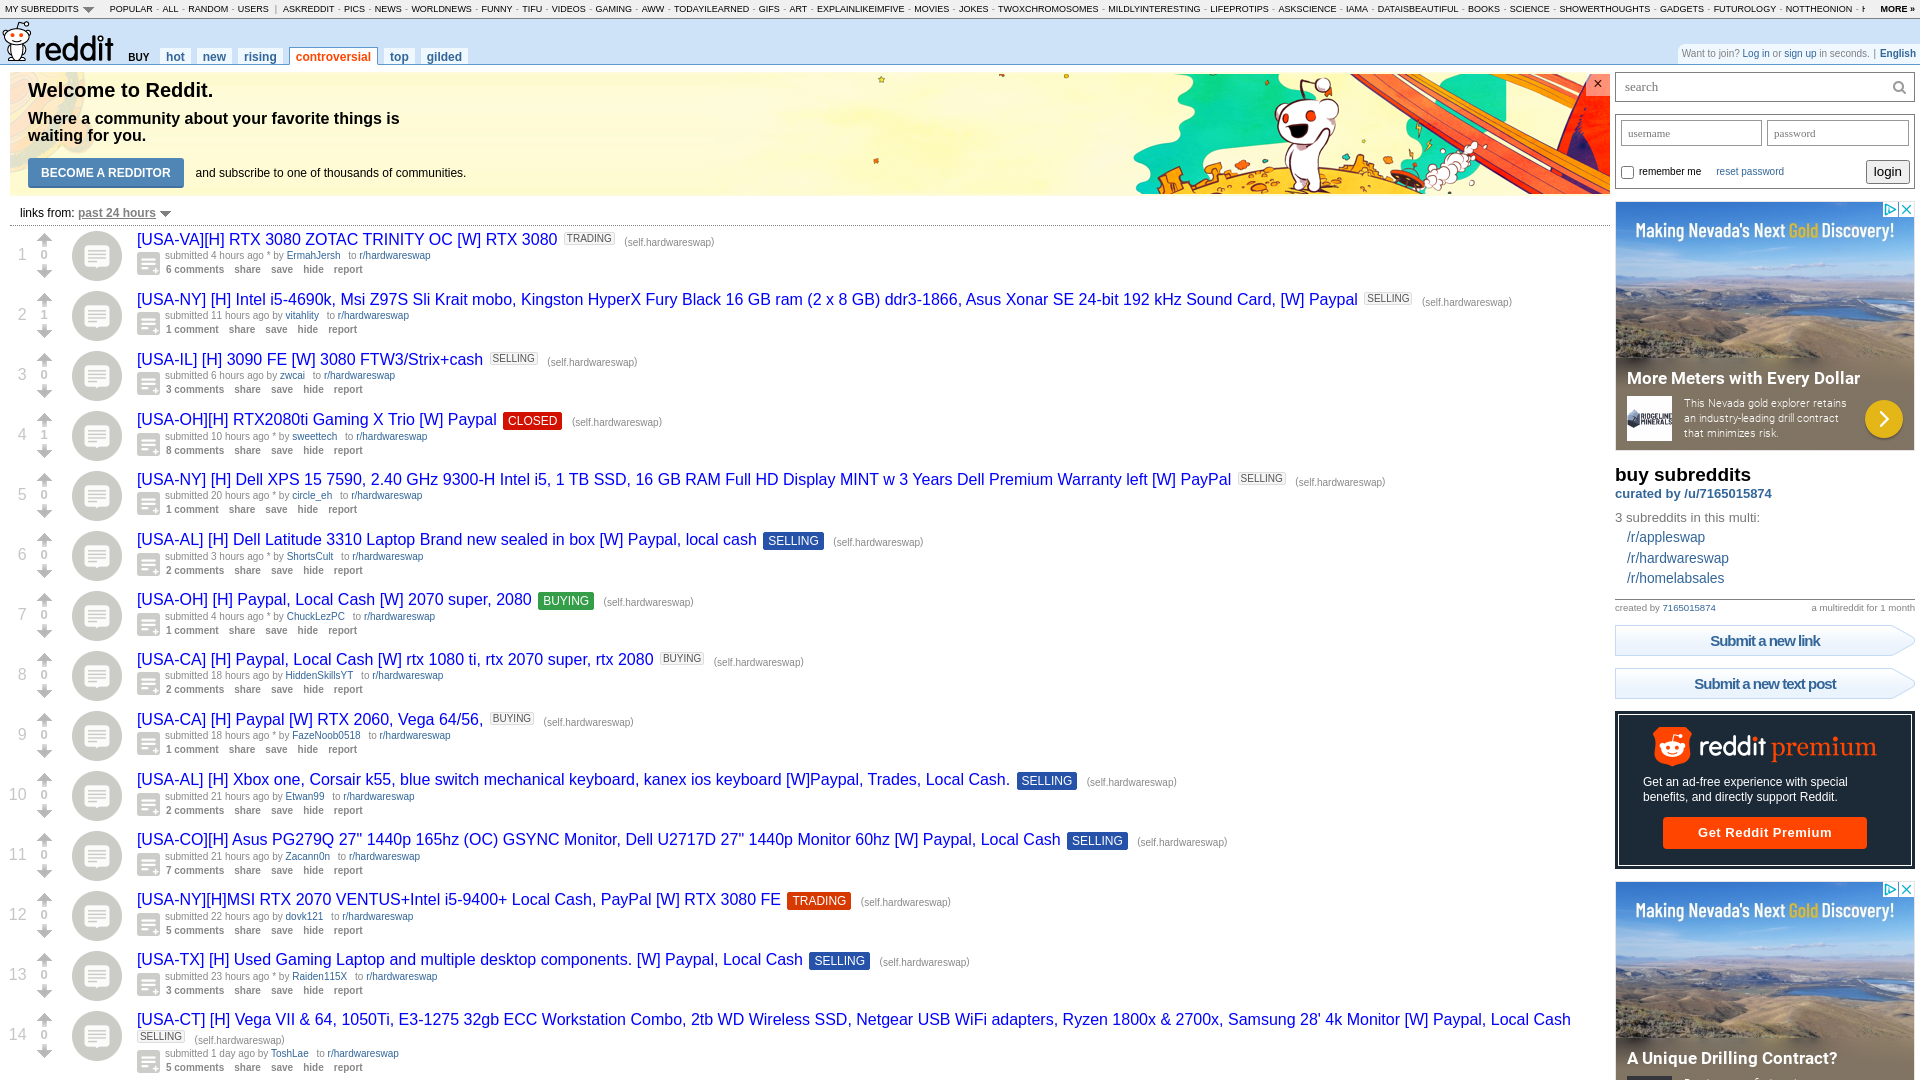 MY SUBREDDITS POPULAR - ALL - RANDOM - USERS | ASKREDDIT - PICS - NEWS - WORLDNEWS - FUNNY - TIFU - VIDEOS - GAMING - AWW - TODAYILEARNED - GIFS - ART - EXPLAINLIKEIMFIVE - MOVIES - JOKES - TWOXCHROMOSOMES - MILDLYINTERESTING - LIFEPROTIPS - ASKSCIENCE - IAMA - DATAISBEAUTIFUL - BOOKS - SCIENCE - SHOWERTHOUGHTS - GADGETS - FUTUROLOGY - NOTTHEONION - MORE »
reddit BUY hot new rising controversial top gilded
Want to join? Log in or sign up in seconds. | English
Welcome to Reddit.
Where a community about your favorite things is
waiting for you.
BECOME A REDDITOR and subscribe to one of thousands of communities.
×
links from: past 24 hours
1 0 [USA-VA][H] RTX 3080 ZOTAC TRINITY OC [W] RTX 3080 TRADING (self.hardwareswap)
submitted 4 hours ago * by ErmahJersh to r/hardwareswap
6 comments share save hide report
2 1 [USA-NY] [H] Intel i5-4690k, Msi Z97S Sli Krait mobo, Kingston HyperX Fury Black 16 GB ram (2 x 8 GB) ddr3-1866, Asus Xonar SE 24-bit 192 kHz Sound Card, [W] Paypal SELLING (self.hardwareswap)
submitted 11 hours ago by vitahlity to r/hardwareswap
1 comment share save hide report
3 0 [USA-IL] [H] 3090 FE [W] 3080 FTW3/Strix+cash SELLING (self.hardwareswap)
submitted 6 hours ago by zwcai to r/hardwareswap
3 comments share save hide report
4 1 [USA-OH][H] RTX2080ti Gaming X Trio [W] Paypal CLOSED (self.hardwareswap)
submitted 10 hours ago * by sweettech to r/hardwareswap
8 comments share save hide report
5 0 [USA-NY] [H] Dell XPS 15 7590, 2.40 GHz 9300-H Intel i5, 1 TB SSD, 16 GB RAM Full HD Display MINT w 3 Years Dell Premium Warranty left [W] PayPal SELLING (self.hardwareswap)
submitted 20 hours ago * by circle_eh to r/hardwareswap
1 comment share save hide report
6 0 [USA-AL] [H] Dell Latitude 3310 Laptop Brand new sealed in box [W] Paypal, local cash SELLING (self.hardwareswap)
submitted 3 hours ago * by ShortsCult to r/hardwareswap
2 comments share save hide report
7 0 [USA-OH] [H] Paypal, Local Cash [W] 2070 super, 2080 BUYING (self.hardwareswap)
submitted 4 hours ago * by ChuckLezPC to r/hardwareswap
1 comment share save hide report
8 0 [USA-CA] [H] Paypal, Local Cash [W] rtx 1080 ti, rtx 2070 super, rtx 2080 BUYING (self.hardwareswap)
submitted 18 hours ago by HiddenSkillsYT to r/hardwareswap
2 comments share save hide report
9 0 [USA-CA] [H] Paypal [W] RTX 2060, Vega 64/56, BUYING (self.hardwareswap)
submitted 18 hours ago * by FazeNoob0518 to r/hardwareswap
1 comment share save hide report
10 0 [USA-AL] [H] Xbox one, Corsair k55, blue switch mechanical keyboard, kanex ios keyboard [W]Paypal, Trades, Local Cash. SELLING (self.hardwareswap)
submitted 21 hours ago by Etwan99 to r/hardwareswap
2 comments share save hide report
11 0 [USA-CO][H] Asus PG279Q 27" 1440p 165hz (OC) GSYNC Monitor, Dell U2717D 27" 1440p Monitor 60hz [W] Paypal, Local Cash SELLING (self.hardwareswap)
submitted 21 hours ago by Zacann0n to r/hardwareswap
7 comments share save hide report
12 0 [USA-NY][H]MSI RTX 2070 VENTUS+Intel i5-9400+ Local Cash, PayPal [W] RTX 3080 FE TRADING (self.hardwareswap)
submitted 22 hours ago by dovk121 to r/hardwareswap
5 comments share save hide report
13 0 [USA-TX] [H] Used Gaming Laptop and multiple desktop components. [W] Paypal, Local Cash SELLING (self.hardwareswap)
submitted 23 hours ago * by Raiden115X to r/hardwareswap
3 comments share save hide report
14 0 [USA-CT] [H] Vega VII & 64, 1050Ti, E3-1275 32gb ECC Workstation Combo, 2tb WD Wireless SSD, Netgear USB WiFi adapters, Ryzen 1800x & 2700x, Samsung 28' 4k Monitor [W] Paypal, Local Cash
SELLING (self.hardwareswap)
submitted 1 day ago by ToshLae to r/hardwareswap
5 comments share save hide report
search
username password
remember me reset password login
Making Nevada's Next Gold Discovery!
More Meters with Every Dollar
RIDGELINE MINERALS
This Nevada gold explorer retains
an industry-leading drill contract
that minimizes risk.
buy subreddits
curated by /u/7165015874
3 subreddits in this multi:
/r/appleswap
/r/hardwareswap
/r/homelabsales
created by 7165015874 a multireddit for 1 month
Submit a new link
Submit a new text post
reddit premium
Get an ad-free experience with special
benefits, and directly support Reddit.
Get Reddit Premium
Making Nevada's Next Gold Discovery!
A Unique Drilling Contract?